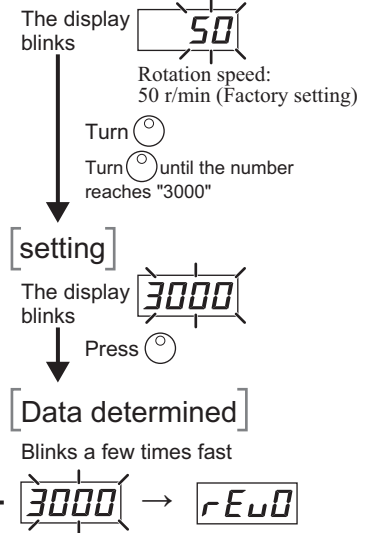 The display
blinks
50
Rotation speed:
50 r/min (Factory setting)
Turn
Turn until the number
reaches "3000"
[setting]
The display
blinks
3000
Press
[Data determined]
Blinks a few times fast
3000 → rEv0